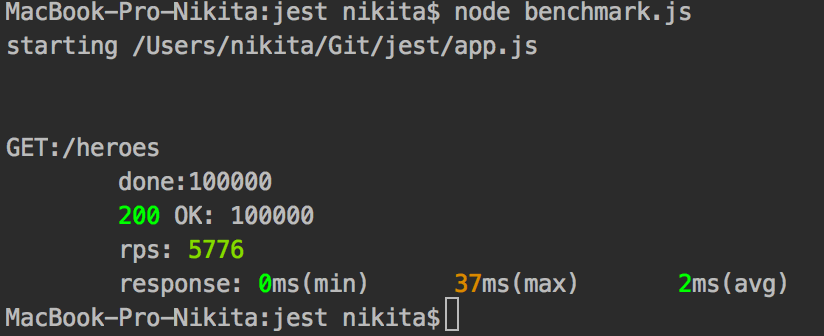 MacBook-Pro-Nikita:jest nikita$ node benchmark.js
starting /Users/nikita/Git/jest/app.js
GET:/heroes
done:100000
200 OK: 100000
rps: 5776
response: 0ms(min) 37ms(max) 2ms(avg)
MacBook-Pro-Nikita:jest nikita$